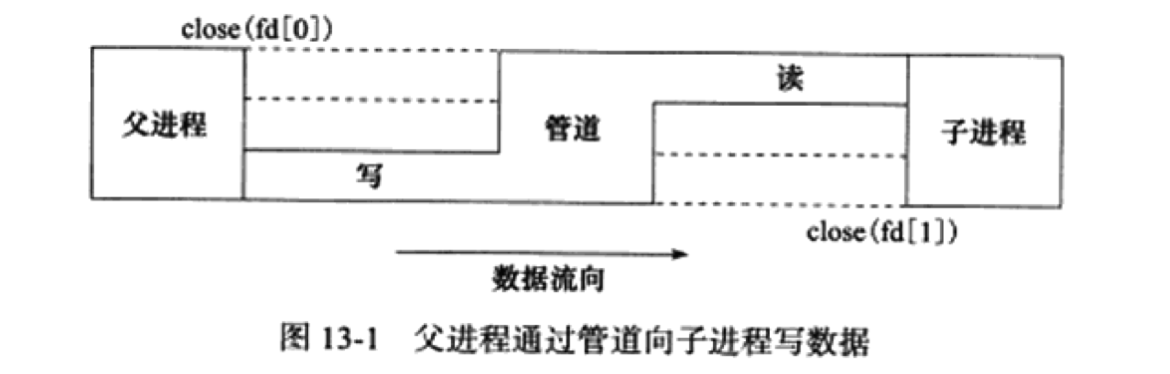 close(fd[0])
读
父进程
管道
子进程
写
close(fd[1])
数据流向
图 13-1 父进程通过管道向子进程写数据